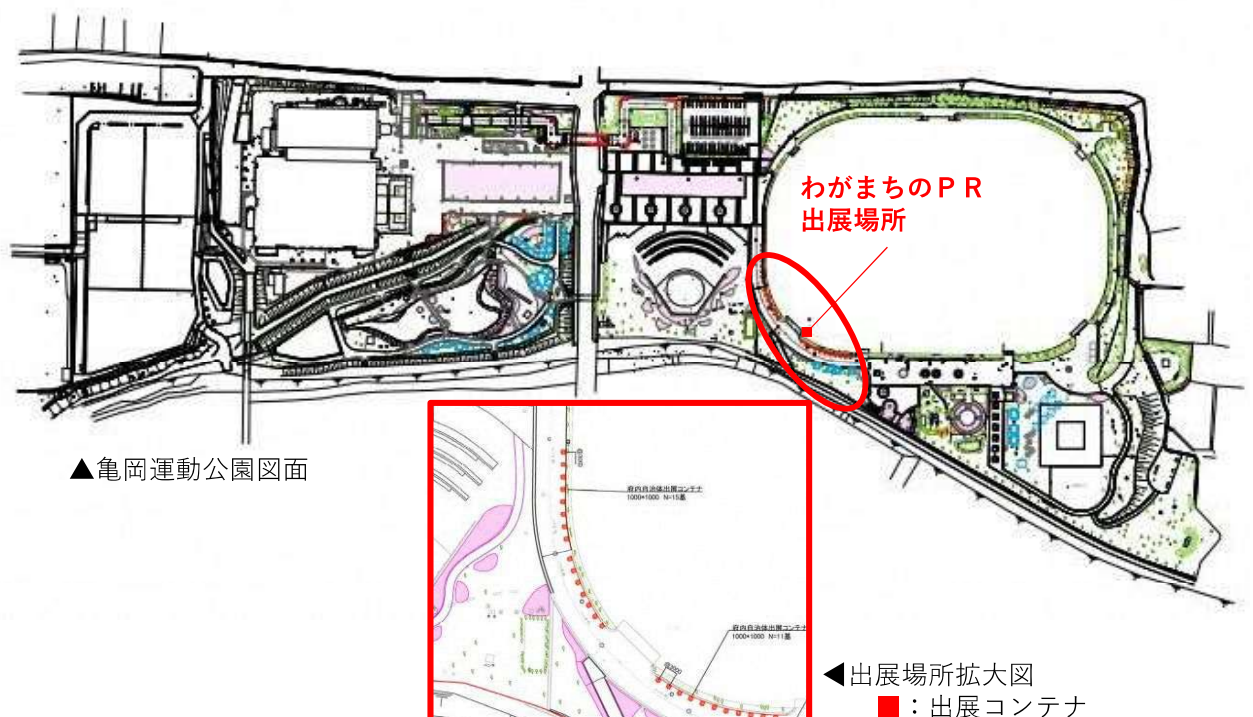 わがまちのＰＲ
出展場所
▲亀岡運動公園図面
府内自治体出展コンテナ
1000×1000 N=15基
府内自治体出展コンテナ
1000×1000 N=11基
◀出展場所拡大図
■：出展コンテナ